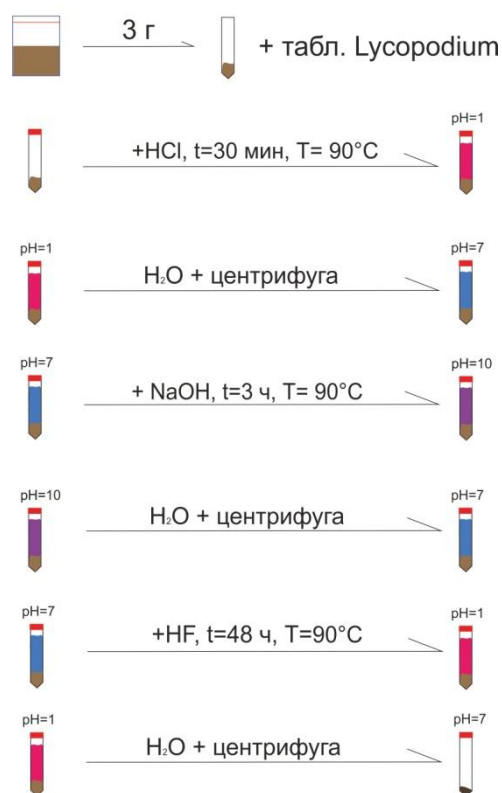 3 г
+ табл. Lycopodium
+HCl, t=30 мин, T= 90°C
pH=1
pH=1
H₂O + центрифуга
pH=7
pH=7
+ NaOH, t=3 ч, T= 90°C
pH=10
pH=10
H₂O + центрифуга
pH=7
pH=7
+HF, t=48 ч, T=90°C
pH=1
pH=1
H₂O + центрифуга
pH=7